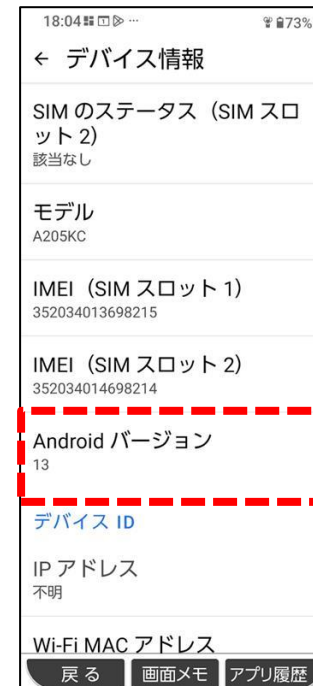 18:04 …
73%
← デバイス情報
SIM のステータス（SIM スロ
ット 2）
該当なし
モデル
A205KC
IMEI（SIM スロット 1）
352034013698215
IMEI（SIM スロット 2）
352034014698214
Android バージョン
13
デバイス ID
IP アドレス
不明
Wi-Fi MAC アドレス
戻る 画面メモ アプリ履歴